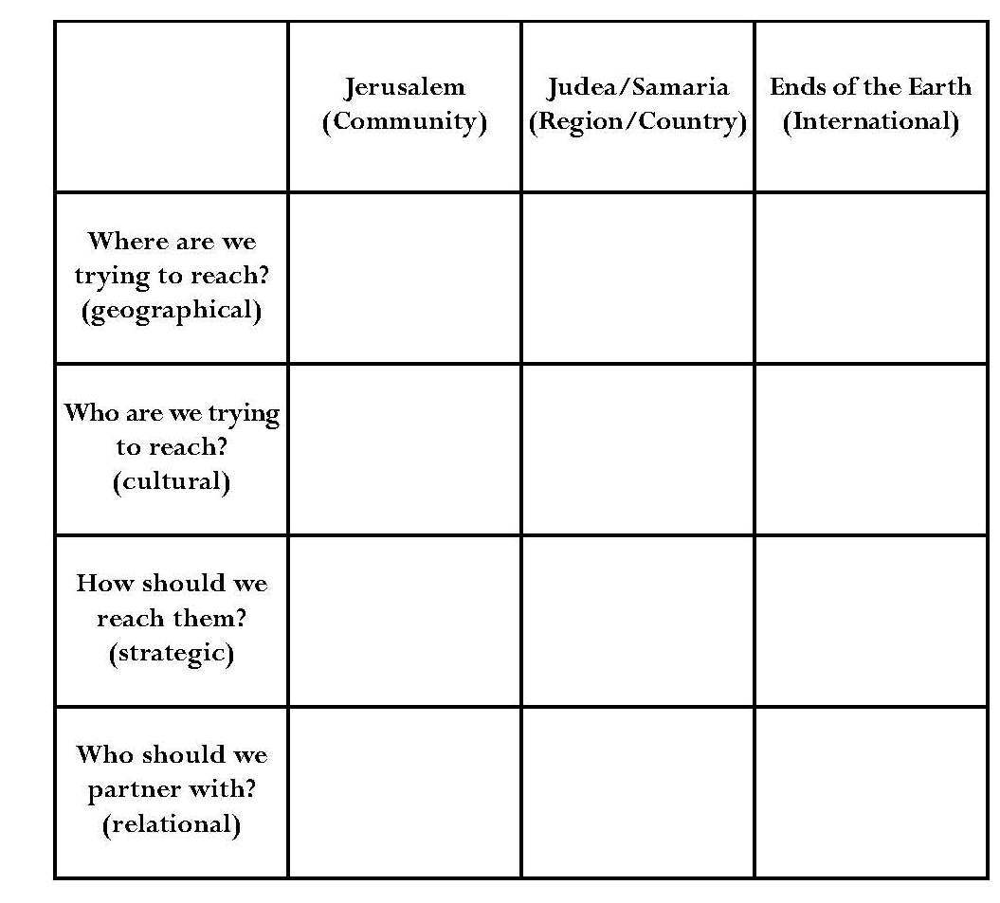 Jerusalem
(Community)
Judea/Samaria
(Region/Country)
Ends of the Earth
(International)
Where are we
trying to reach?
(geographical)
Who are we trying
to reach?
(cultural)
How should we
reach them?
(strategic)
Who should we
partner with?
(relational)